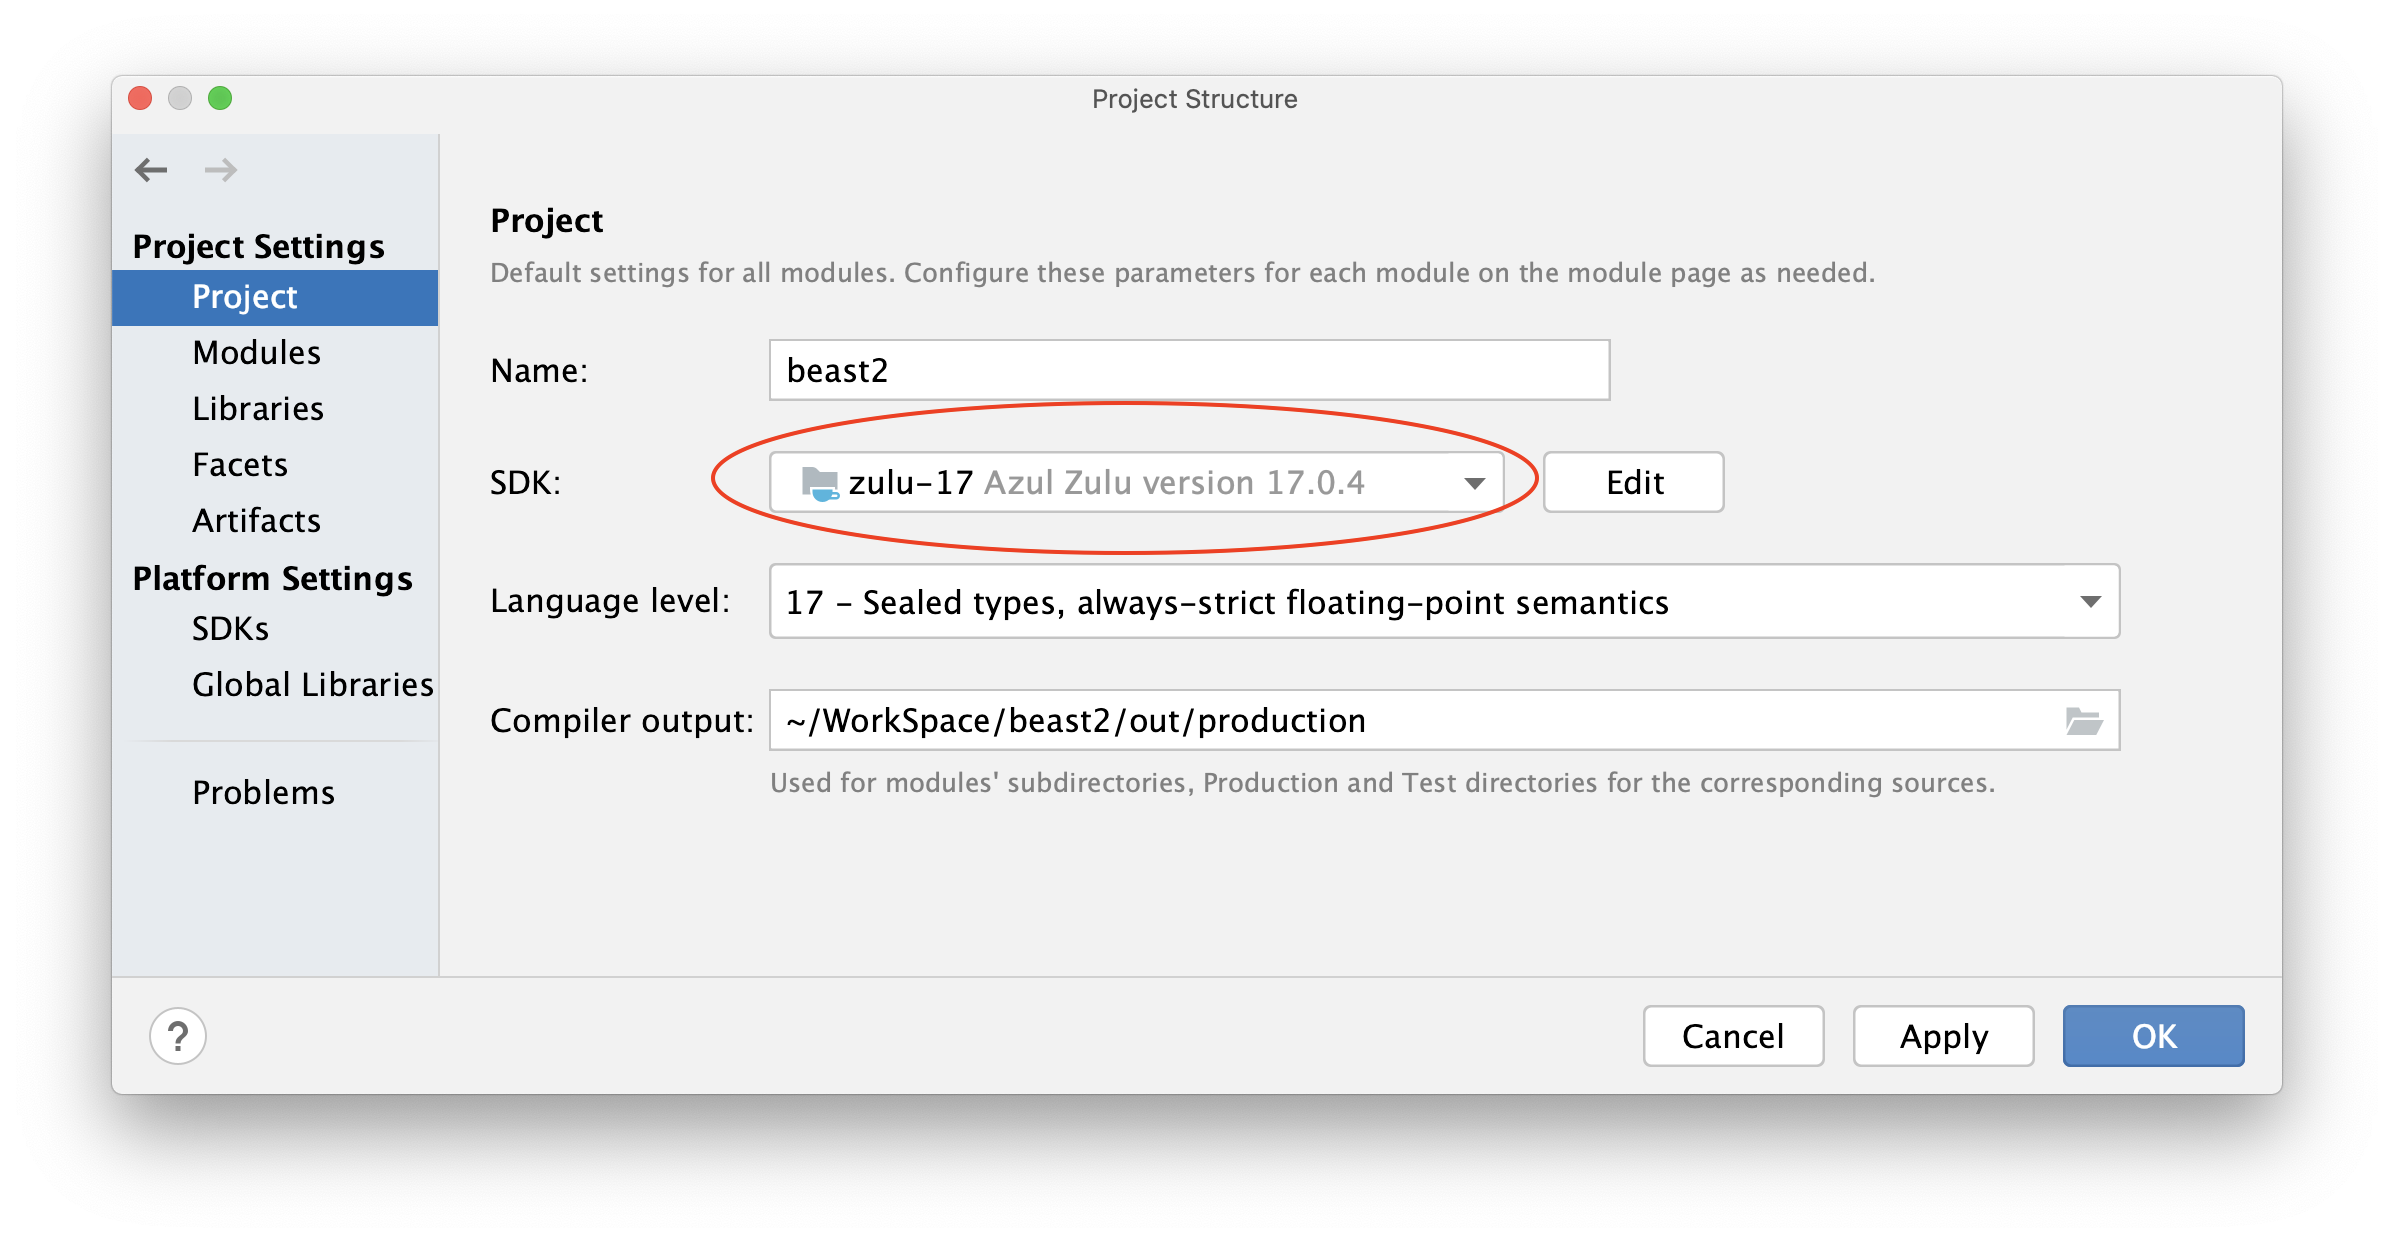 Project Structure
Project Settings
Project
Modules
Libraries
Facets
Artifacts
Platform Settings
SDKs
Global Libraries
Problems
Project
Default settings for all modules. Configure these parameters for each module on the module page as needed.
Name: beast2
SDK: zulu-17 Azul Zulu version 17.0.4 Edit
Language level: 17 - Sealed types, always-strict floating-point semantics
Compiler output: ~/WorkSpace/beast2/out/production
Used for modules' subdirectories, Production and Test directories for the corresponding sources.
? Cancel Apply OK